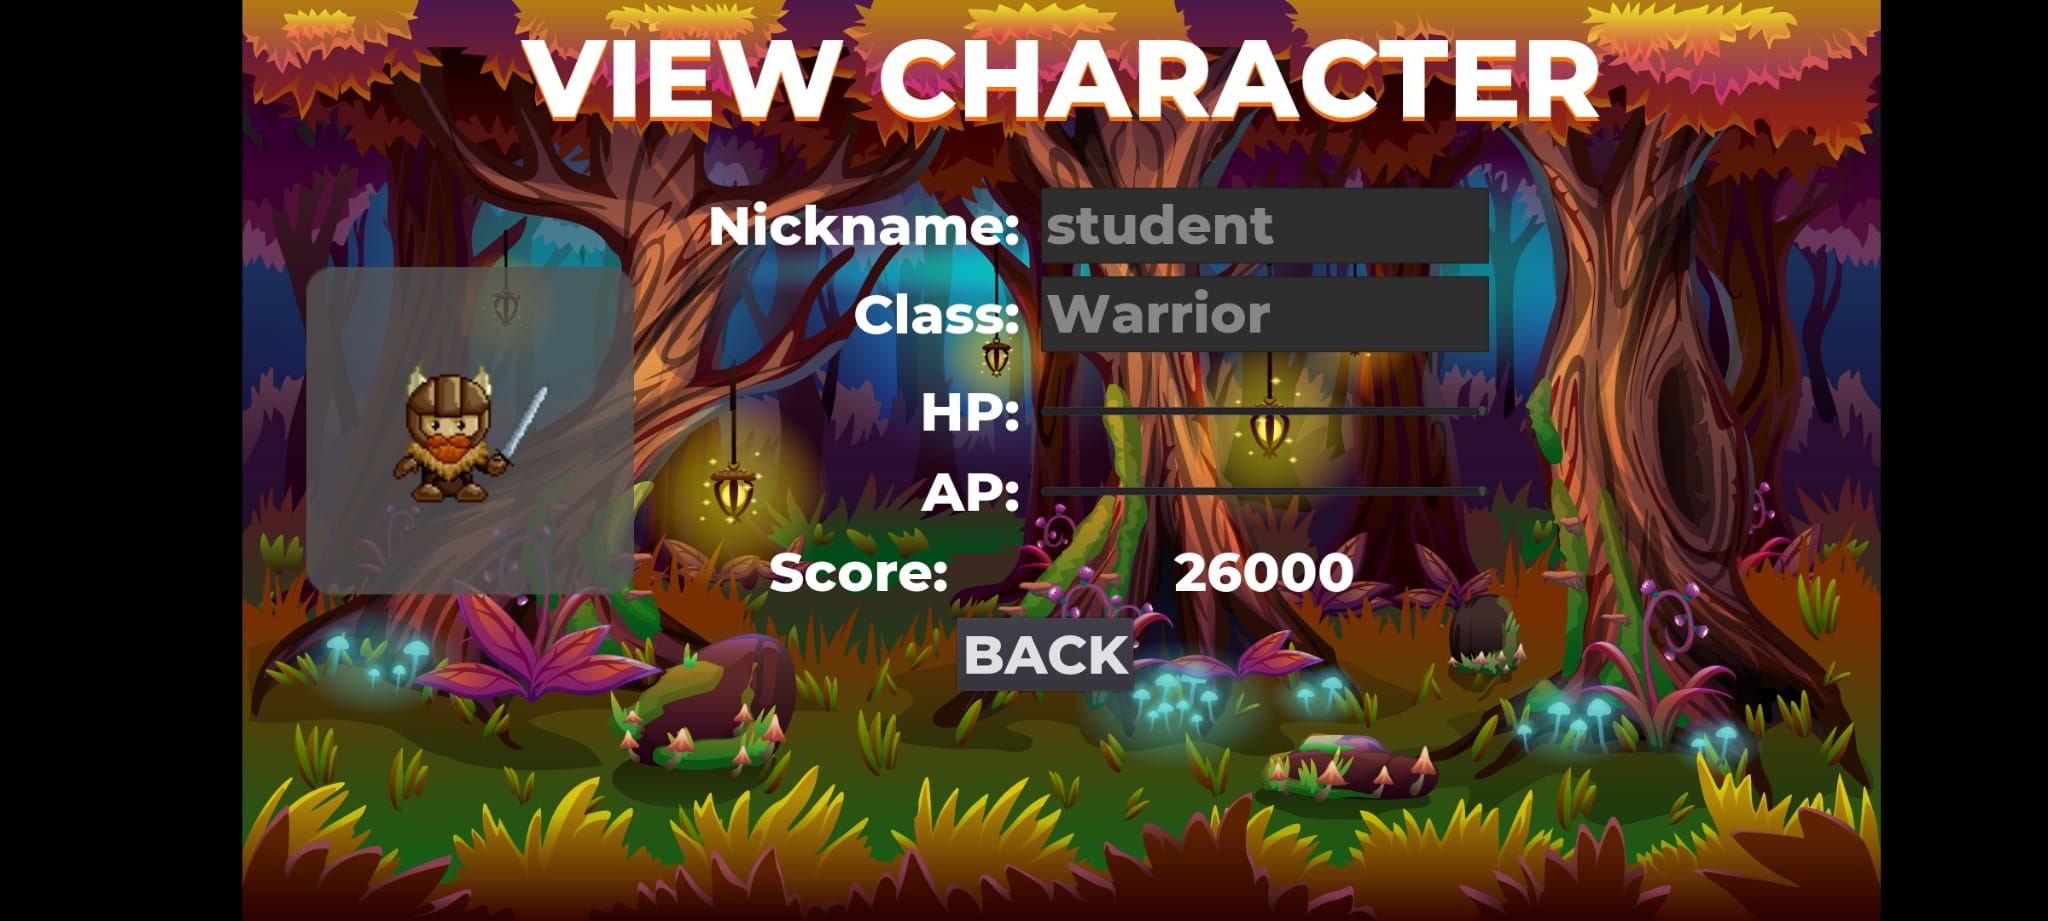 VIEW CHARACTER
Nickname: student
Class: Warrior
HP:
AP:
Score: 26000
BACK